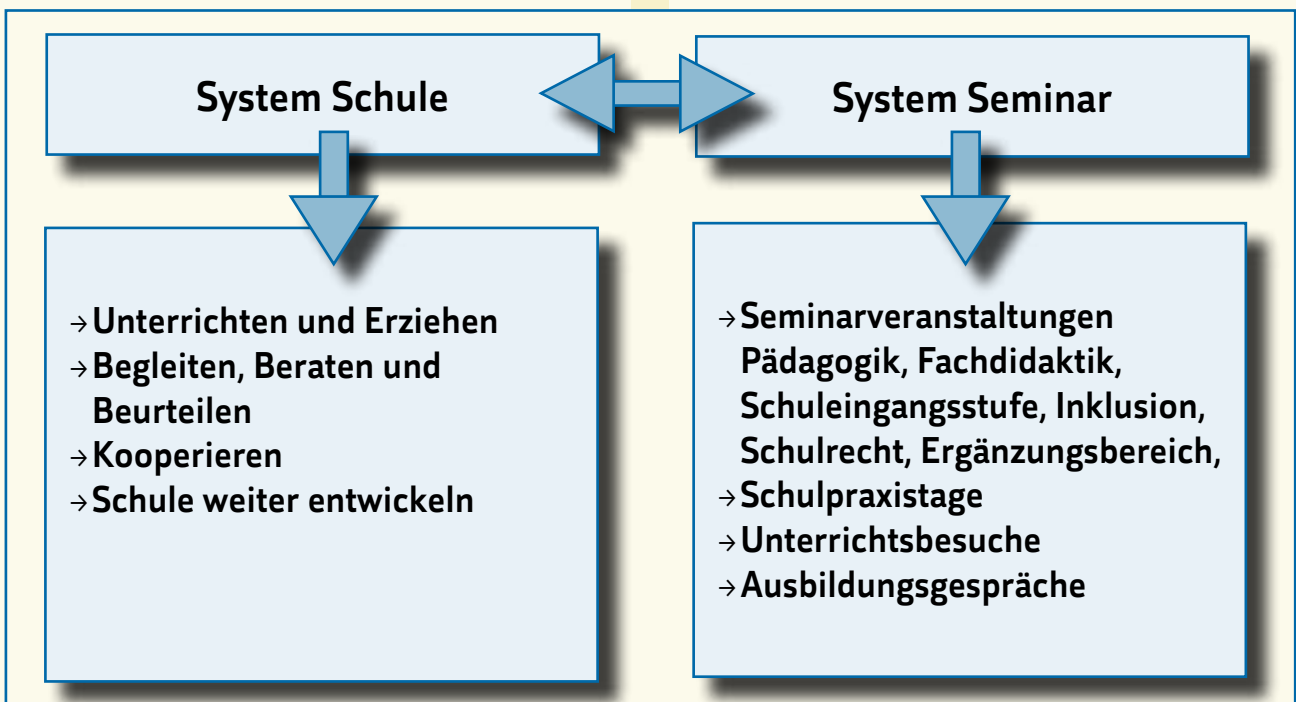 System Schule
System Seminar
→Unterrichten und Erziehen
→Begleiten, Beraten und
Beurteilen
→Kooperieren
→Schule weiter entwickeln
→Seminarveranstaltungen
Pädagogik, Fachdidaktik,
Schuleingangsstufe, Inklusion,
Schulrecht, Ergänzungsbereich,
→Schulpraxistage
→Unterrichtsbesuche
→Ausbildungsgespräche